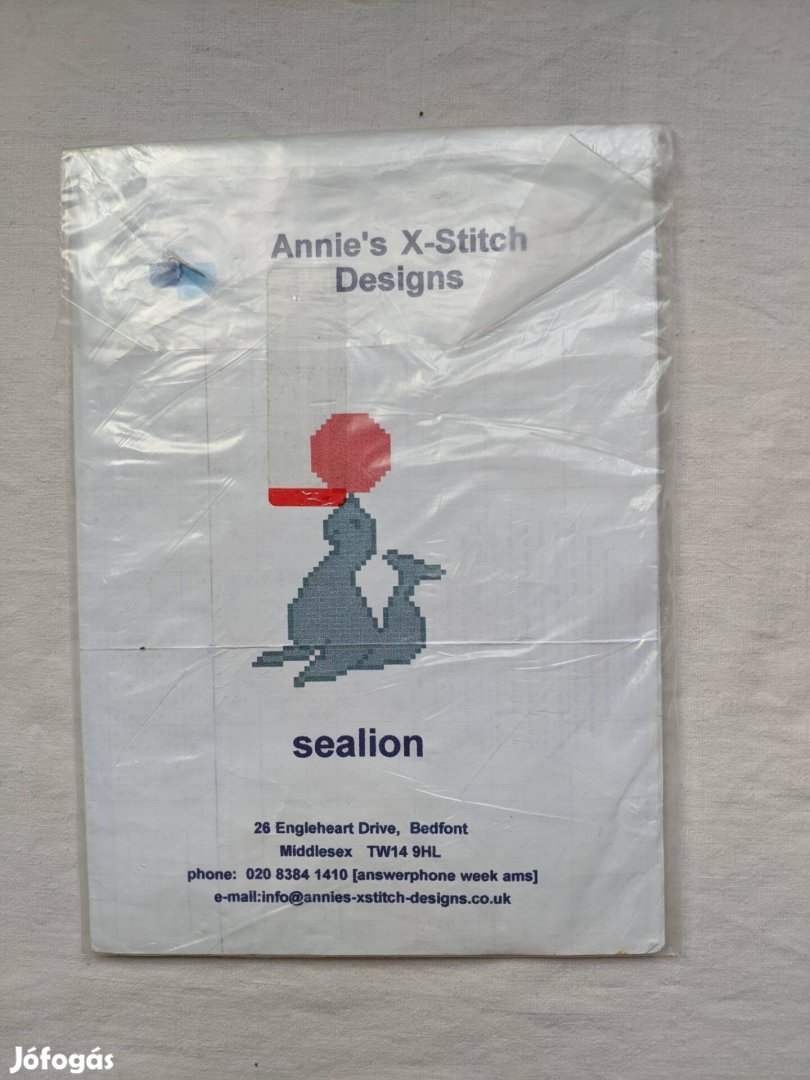 Annie's X-Stitch
Designs
sealion
26 Engleheart Drive, Bedfont
Middlesex TW14 9HL
phone: 020 8384 1410 [answerphone week ams]
e-mail:info@annies-xstitch-designs.co.uk
Jófogás